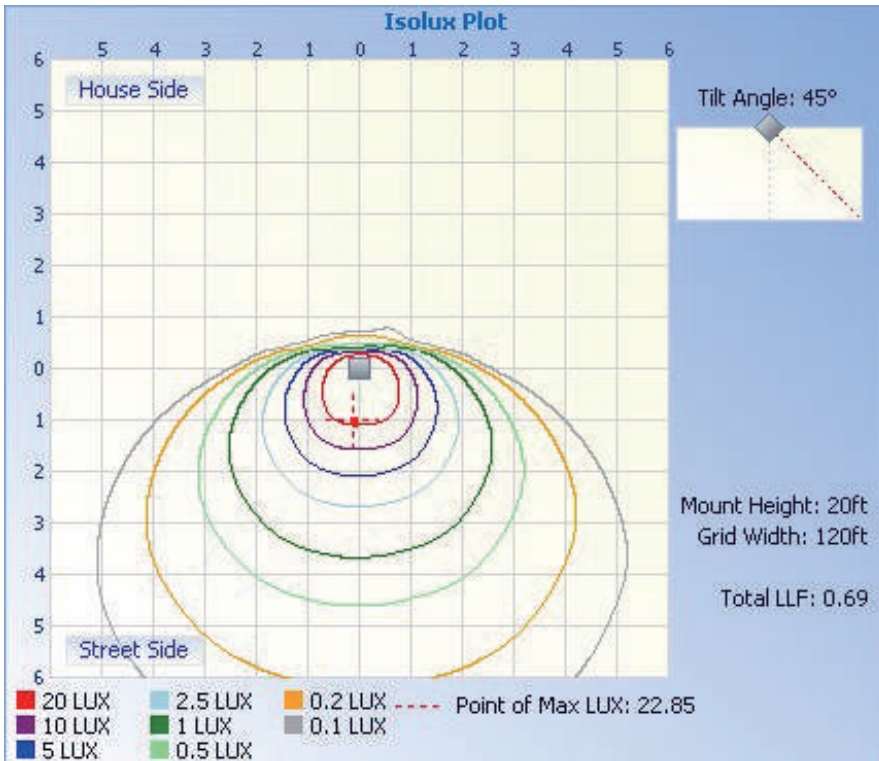 Isolux Plot
5 4 3 2 1 0 1 2 3 4 5 6
6
House Side
5
4
3
2
1
0
1
2
3
4
5
Street Side
6
Tilt Angle: 45°
Mount Height: 20ft
Grid Width: 120ft
Total LLF: 0.69
20 LUX 2.5 LUX 0.2 LUX Point of Max LUX: 22.85
10 LUX 1 LUX 0.1 LUX
5 LUX 0.5 LUX